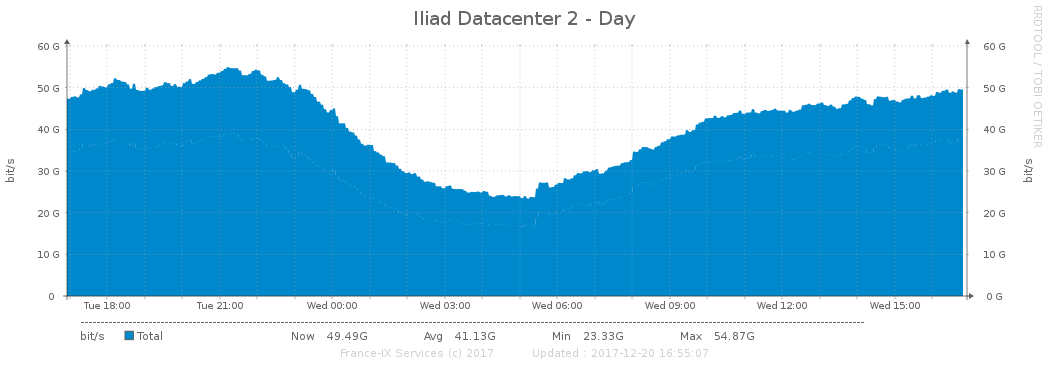 Iliad Datacenter 2 - Day
RRDTOOL / TOBI OETIKER
60 G 60 G
50 G 50 G
40 G 40 G
30 G 30 G
20 G 20 G
10 G 10 G
0 0 G
bit/s bit/s
Tue 18:00 Tue 21:00 Wed 00:00 Wed 03:00 Wed 06:00 Wed 09:00 Wed 12:00 Wed 15:00
bit/s Total Now 49.49G Avg 41.13G Min 23.33G Max 54.87G
France-IX Services (c) 2017 Updated : 2017-12-20 16:55:07